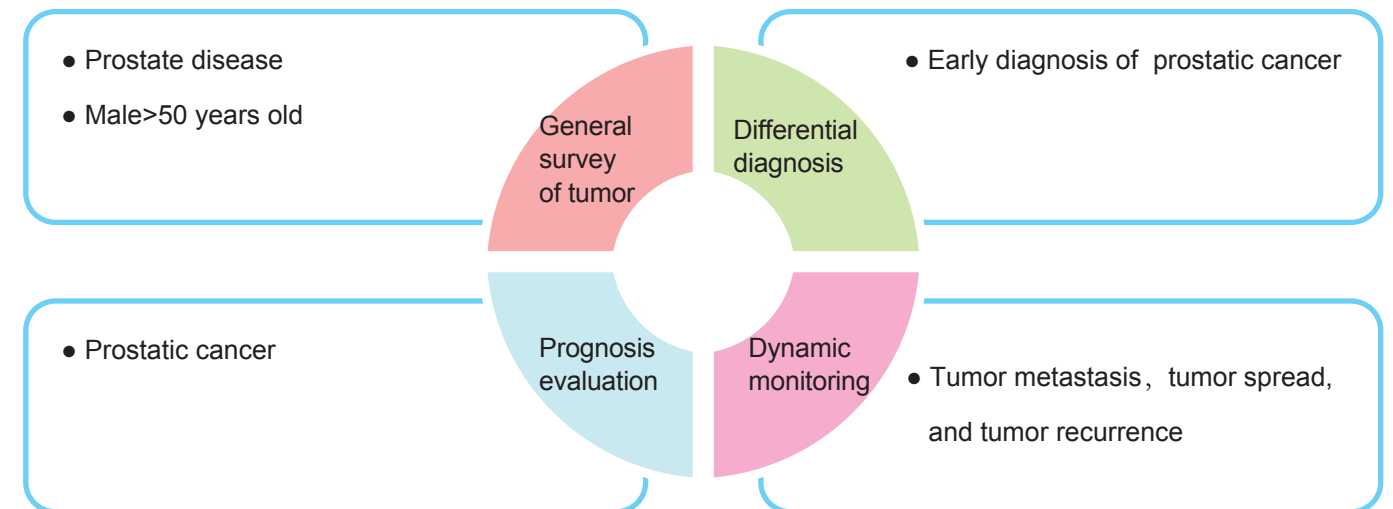 ● Prostate disease
● Male>50 years old
General
survey
of tumor
Differential
diagnosis
● Early diagnosis of prostatic cancer
● Prostatic cancer
Prognosis
evaluation
Dynamic
monitoring
● Tumor metastasis，tumor spread,
and tumor recurrence